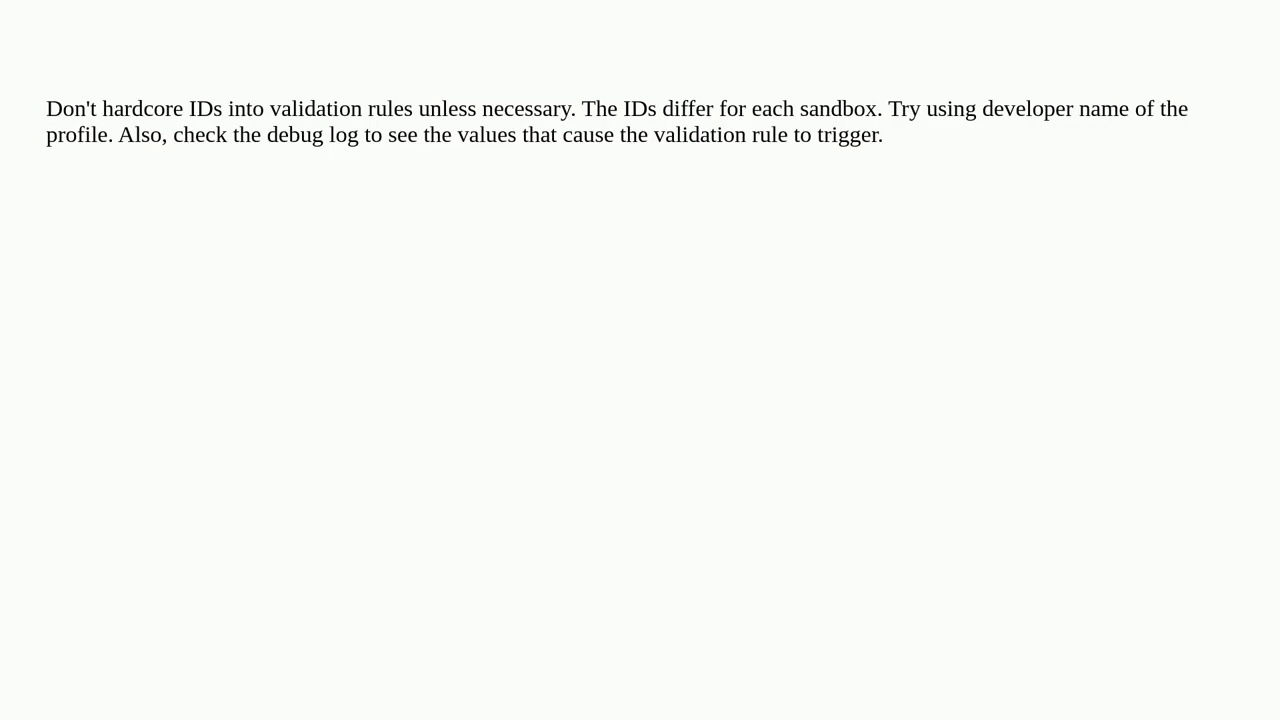 Don't hardcore IDs into validation rules unless necessary. The IDs differ for each sandbox. Try using developer name of the
profile. Also, check the debug log to see the values that cause the validation rule to trigger.